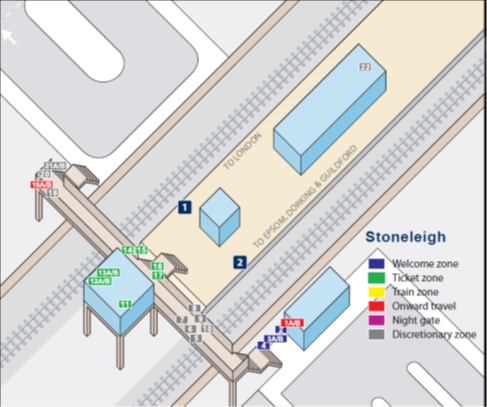 22
TO LONDON
21A/B
20
19A/B
18
1
TO EPSOM, DORKING & GUILDFORD
2
14 15
16
17
13A/B
12A/B
11
8
7 9
6 10
5
1A/B
2
3A/B
4
Stoneleigh
Welcome zone
Ticket zone
Train zone
Onward travel
Night gate
Discretionary zone